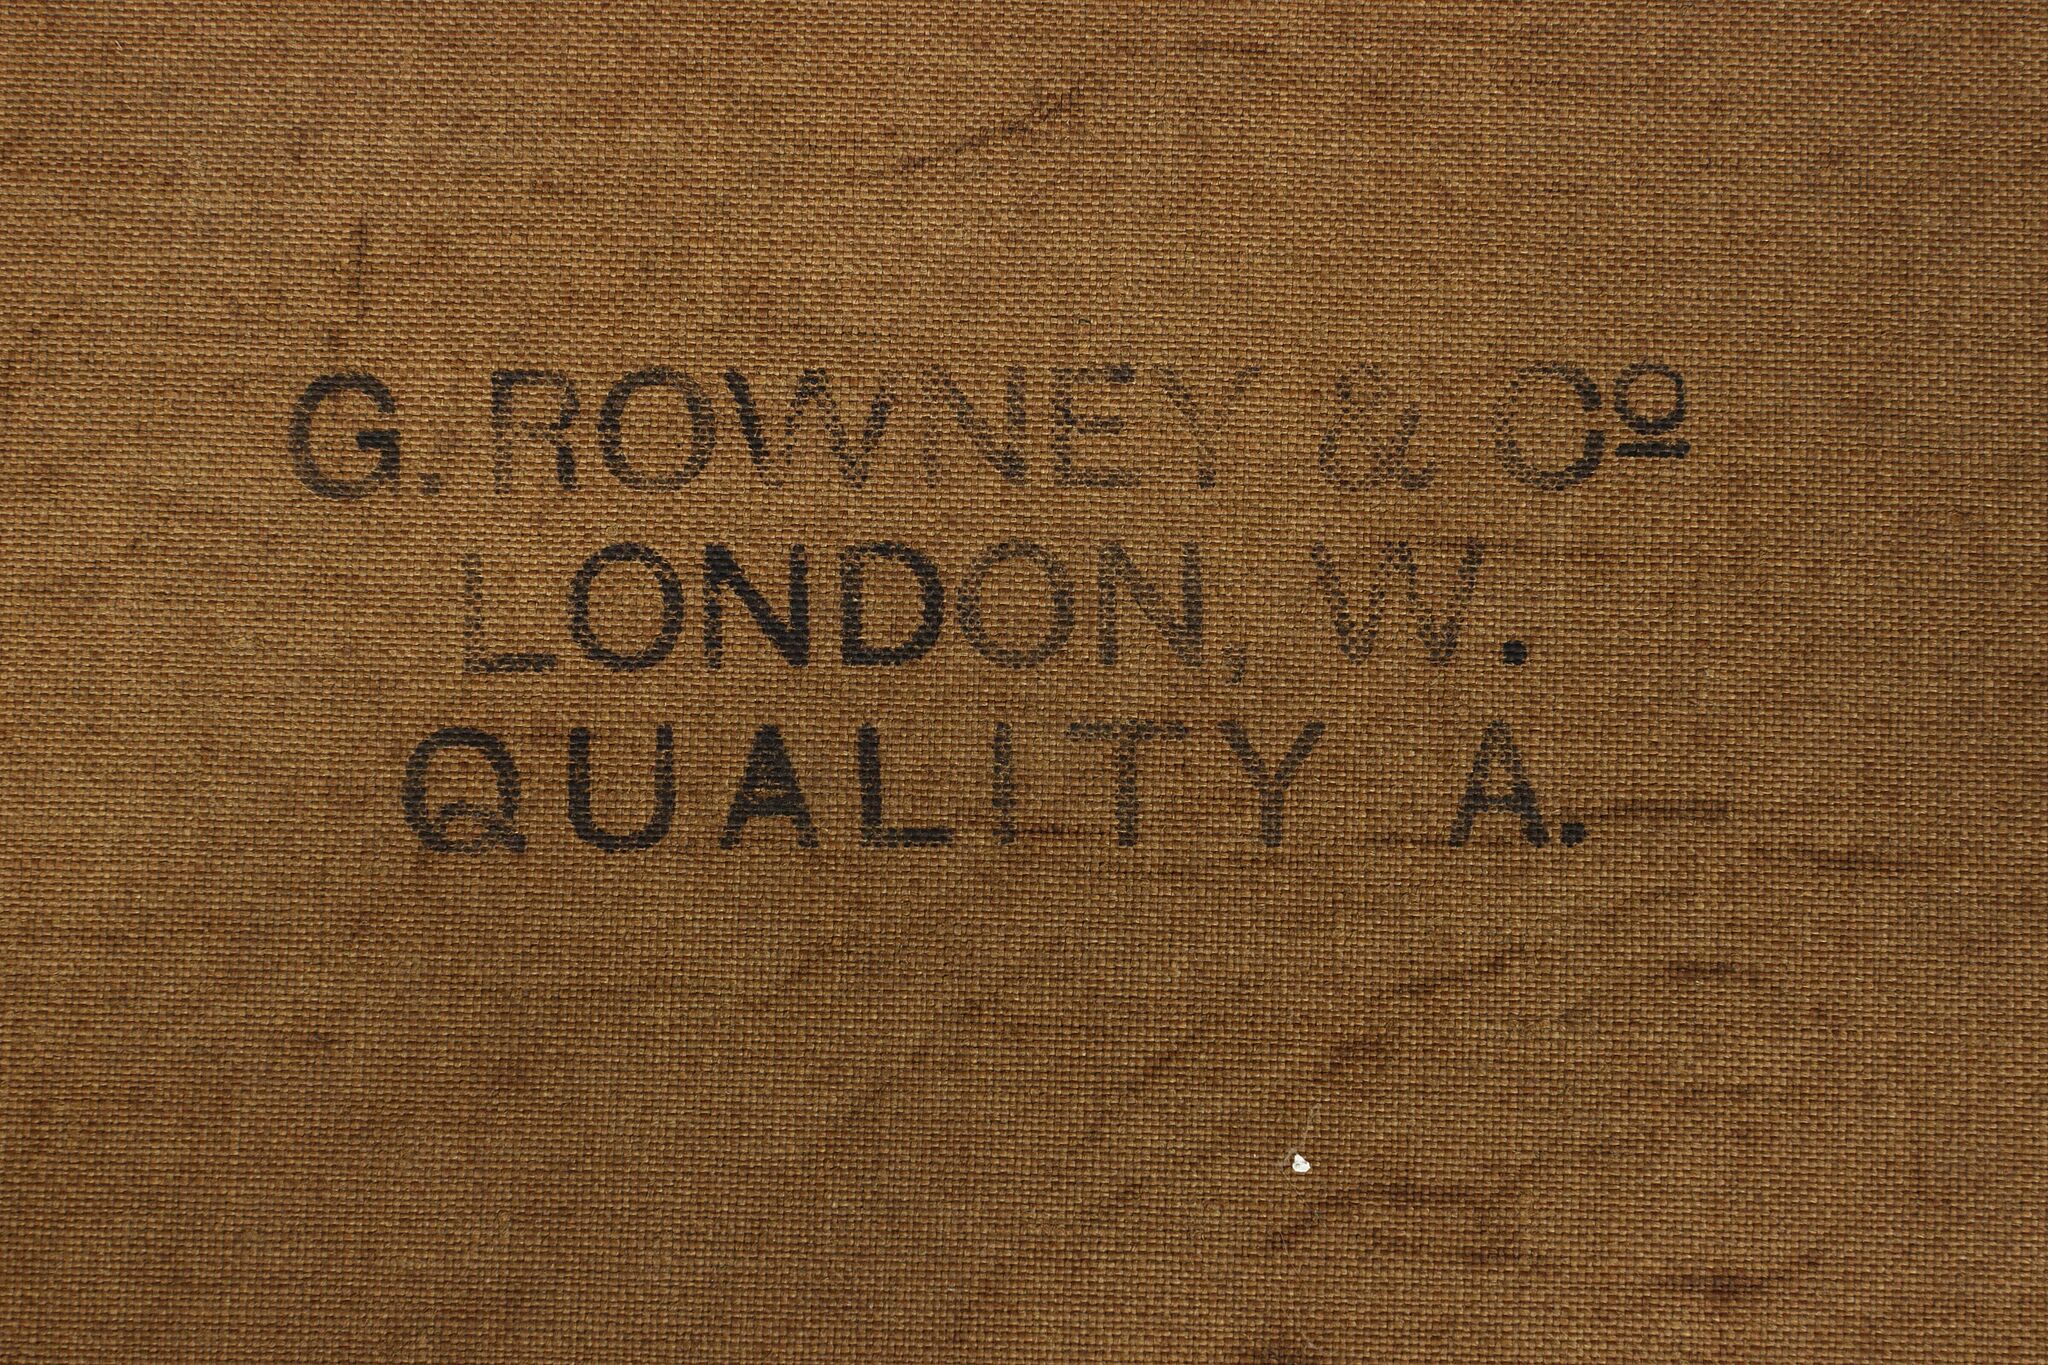 G. ROWNEY & Cº
LONDON, W.
QUALITY A.